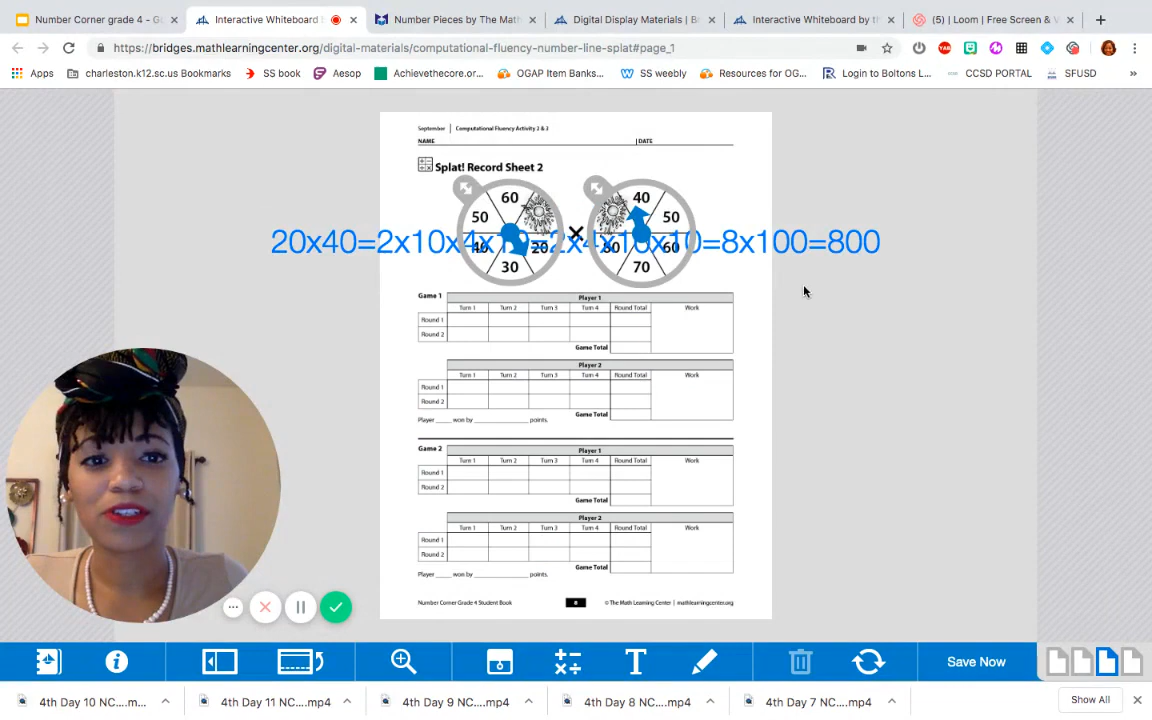 Number Corner grade 4 - G
Interactive Whiteboard
Number Pieces by The Mat
Digital Display Materials | B
Interactive Whiteboard by th
(5) | Loom | Free Screen & V
https://bridges.mathlearningcenter.org/digital-materials/computational-fluency-number-line-splat#page_1
Apps
charleston.k12.sc.us Bookmarks
SS book
Aesop
Achievethecore.or...
OGAP Item Banks...
SS weebly
Resources for OG...
Login to Boltons L...
CCSD PORTAL
SFUSD
»
September | Computational Fluency Activity 2 & 3
NAME | DATE
Splat! Record Sheet 2
60 40
50 50
20x40=2x10x4x10=2x4x10x10=8x100=800
40 20 × 80 60
30 70
Game 1 Player 1
Turn 1 Turn 2 Turn 3 Turn 4 Round Total Work
Round 1
Round 2
Game Total
Player 2
Turn 1 Turn 2 Turn 3 Turn 4 Round Total Work
Round 1
Round 2
Game Total
Player ____ won by ____________ points.
Game 2 Player 1
Turn 1 Turn 2 Turn 3 Turn 4 Round Total Work
Round 1
Round 2
Game Total
Player 2
Turn 1 Turn 2 Turn 3 Turn 4 Round Total Work
Round 1
Round 2
Game Total
Player ____ won by ____________ points.
Number Corner Grade 4 Student Book 8 © The Math Learning Center | mathlearningcenter.org
T
Save Now
4th Day 10 NC....m...
4th Day 11 NC....mp4
4th Day 9 NC....mp4
4th Day 8 NC....mp4
4th Day 7 NC....mp4
Show All